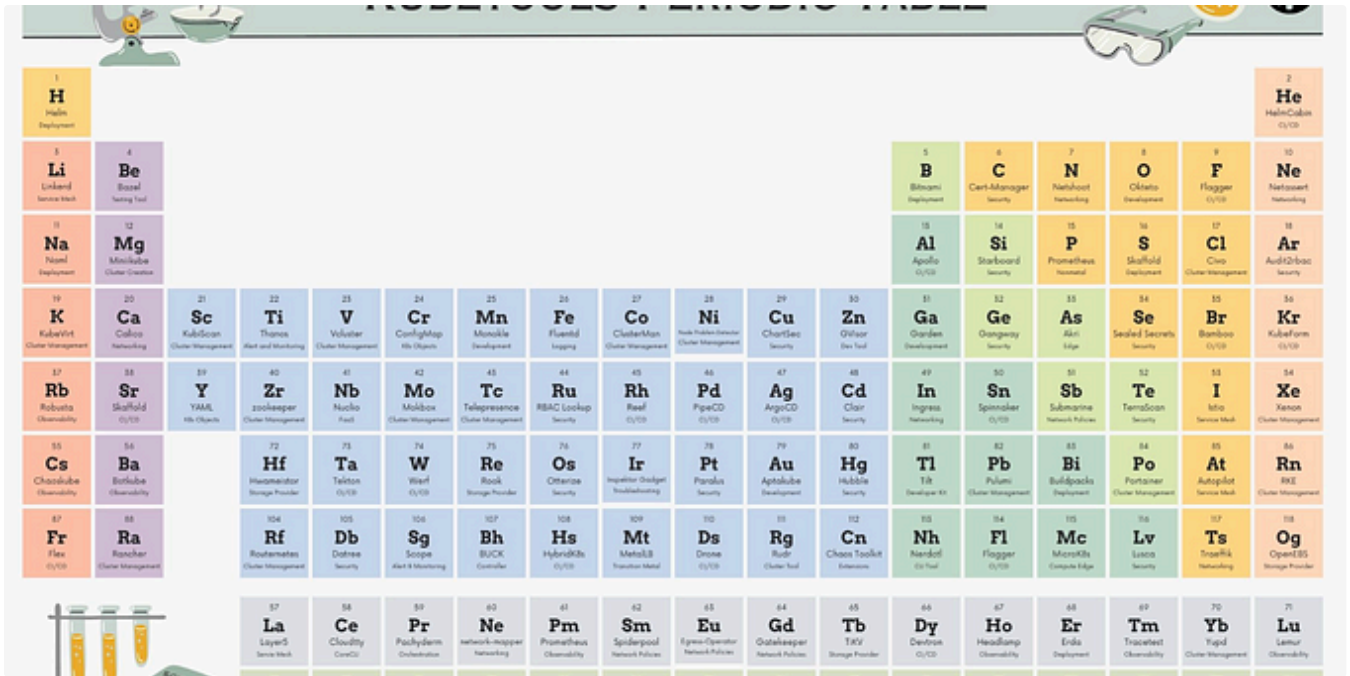 KUBETOOLS PERIODIC TABLE
1
H
Helm
Deployment
2
He
HelmCabin
CI/CD
3
Li
Linkerd
Service Mesh
4
Be
Bazel
Testing Tool
5
B
Bitnami
Deployment
6
C
Cert-Manager
Security
7
N
Netshoot
Networking
8
O
Okteto
Development
9
F
Flagger
CI/CD
10
Ne
Netassert
Networking
11
Na
Naml
Deployment
12
Mg
Minikube
Cluster Creation
13
Al
Apollo
CI/CD
14
Si
Starboard
Security
15
P
Prometheus
Nonmetal
16
S
Skaffold
Deployment
17
Cl
Civo
Cluster Management
18
Ar
Audit2rbac
Security
19
K
KubeVirt
Cluster Management
20
Ca
Calico
Networking
21
Sc
KubiScan
Cluster Management
22
Ti
Thanos
Alert and Monitoring
23
V
Voluster
Cluster Management
24
Cr
ConfigMap
K8s Objects
25
Mn
Monokle
Development
26
Fe
Fluentd
Logging
27
Co
ClusterMan
Cluster Management
28
Ni
Node Problem Detector
Cluster Management
29
Cu
ChartSec
Security
30
Zn
GVisor
Dev Tool
31
Ga
Garden
Development
32
Ge
Gangway
Security
33
As
Akri
Edge
34
Se
Sealed Secrets
Security
35
Br
Bamboo
CI/CD
36
Kr
KubeForm
CI/CD
37
Rb
Robusta
Observability
38
Sr
Skaffold
CI/CD
39
Y
YAML
K8s Objects
40
Zr
zookeeper
Cluster Management
41
Nb
Nuclio
FaaS
42
Mo
Mokbox
Cluster Management
43
Tc
Telepresence
Cluster Management
44
Ru
RBAC Lookup
Security
45
Rh
Reef
CI/CD
46
Pd
PipeCD
CI/CD
47
Ag
ArgoCD
CI/CD
48
Cd
Clair
Security
49
In
Ingress
Networking
50
Sn
Spinnaker
Cluster Management
51
Sb
Submarine
Network Policies
52
Te
TerraScan
Security
53
I
Istio
Service Mesh
54
Xe
Xenon
Cluster Management
55
Cs
Chaoskube
Observability
56
Ba
Botkube
Observability
72
Hf
Hwameistor
Storage Provider
73
Ta
Tekton
CI/CD
74
W
Werf
CI/CD
75
Re
Rook
Storage Provider
76
Os
Otterize
Security
77
Ir
Inspektor Gadget
Troubleshooting
78
Pt
Paralus
Security
79
Au
Aptakube
Development
80
Hg
Hubble
Security
81
Tl
Tilt
Developer Kit
82
Pb
Pulumi
Cluster Management
83
Bi
Buildpacks
Deployment
84
Po
Portainer
Cluster Management
85
At
Autopilot
Service Mesh
86
Rn
RKE
Cluster Management
87
Fr
Flex
CI/CD
88
Ra
Rancher
Cluster Management
104
Rf
Routernetes
Cluster Management
105
Db
Datree
Security
106
Sg
Scope
Alert & Monitoring
107
Bh
BUCK
Controller
108
Hs
HybridK8s
CI/CD
109
Mt
MetalLB
Transition Metal
110
Ds
Drone
CI/CD
111
Rg
Rudr
Cluster Tool
112
Cn
Chaos Toolkit
Extensions
113
Nh
Nerdctl
Cli Tool
114
Fl
Flagger
CI/CD
115
Mc
MicroK8s
Compute Edge
116
Lv
Lusca
Security
117
Ts
Traeffik
Networking
118
Og
OpenEBS
Storage Provider
57
La
Layer5
Servie Mesh
58
Ce
Cloudtty
CoreCLI
59
Pr
Pachyderm
Orchestration
60
Ne
network-mapper
Networking
61
Pm
Prometheus
Observability
62
Sm
Spiderpool
Network Policies
63
Eu
Egress-Operator
Network Policies
64
Gd
Gatekeeper
Network Policies
65
Tb
TiKV
Storage Provider
66
Dy
Devtron
CI/CD
67
Ho
Headlamp
Observability
68
Er
Erda
Deployment
69
Tm
Tracetest
Observability
70
Yb
Yupd
Cluster Management
71
Lu
Lemur
Observability